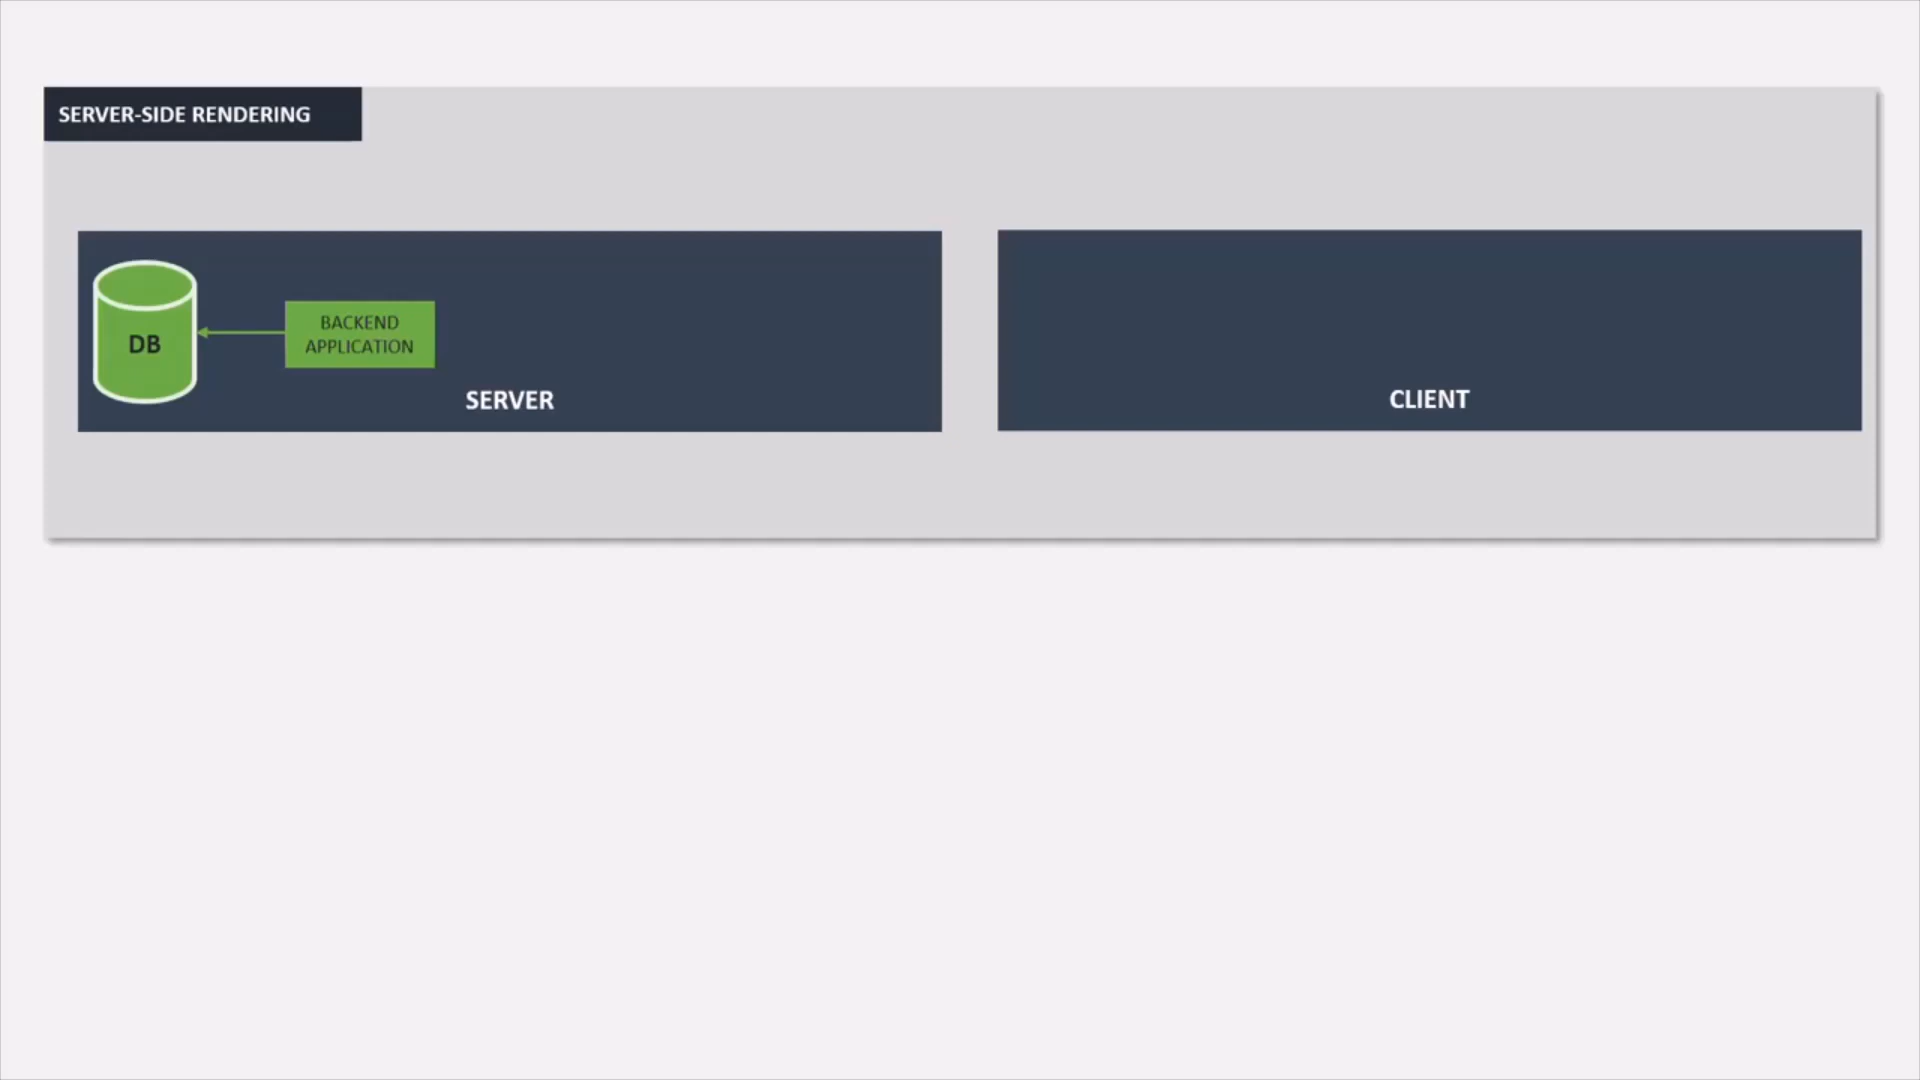 SERVER-SIDE RENDERING
DB
BACKEND
APPLICATION
SERVER
CLIENT